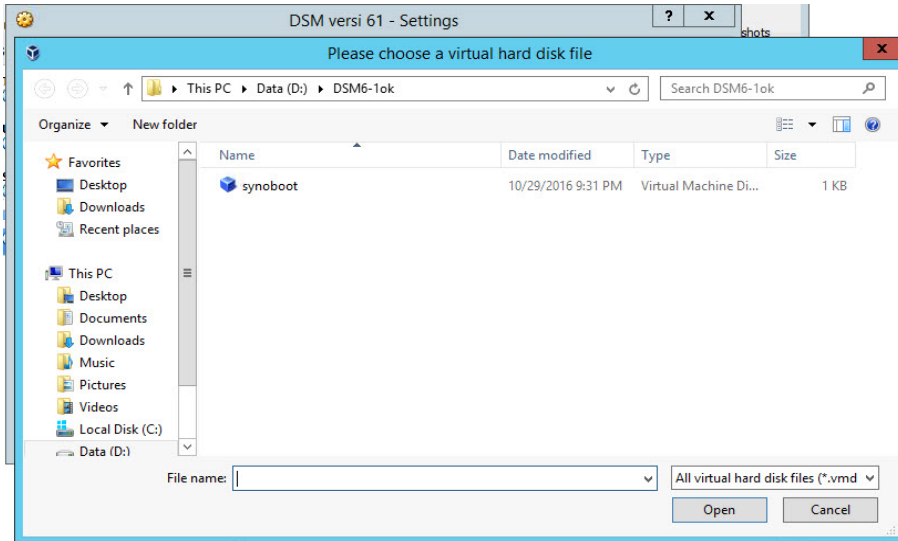 DSM versi 61 - Settings
? x
shots
Please choose a virtual hard disk file
x
This PC Data (D:) DSM6-1ok
Search DSM6-1ok
Organize New folder
Name Date modified Type Size
synoboot 10/29/2016 9:31 PM Virtual Machine Di... 1 KB
Favorites
Desktop
Downloads
Recent places
This PC
Desktop
Documents
Downloads
Music
Pictures
Videos
Local Disk (C:)
Data (D:)
File name:
All virtual hard disk files (*.vmd
Open Cancel